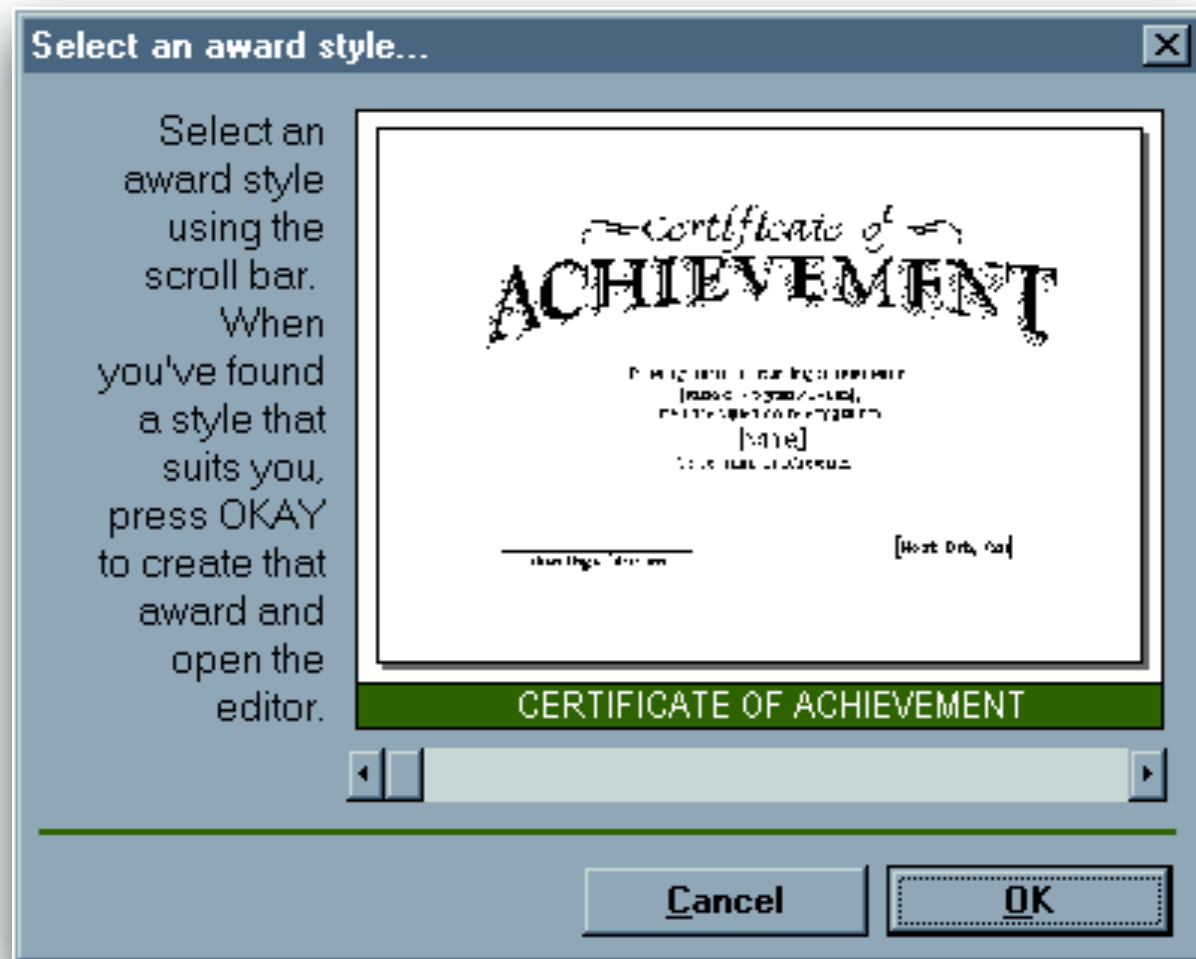 Select an award style...
Select an
award style
using the
scroll bar.
When
you've found
a style that
suits you,
press OKAY
to create that
award and
open the
editor.
Certificate of
ACHIEVEMENT
CERTIFICATE OF ACHIEVEMENT
Cancel
OK